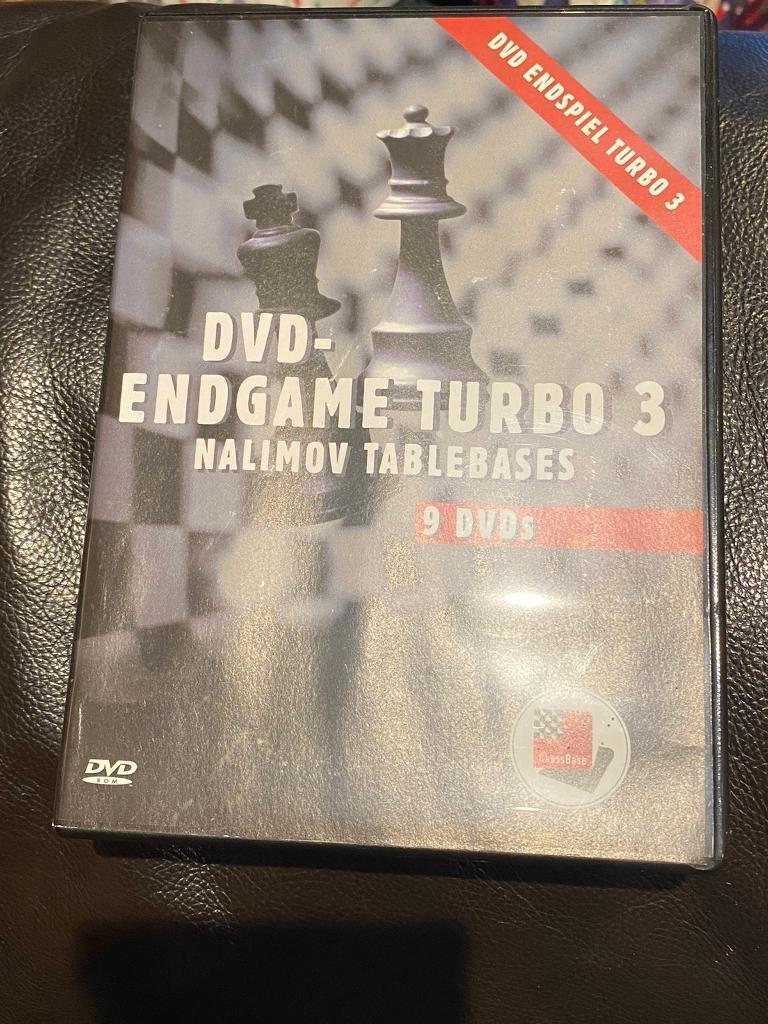 DVD ENDSPIEL TURBO 3
DVD-
ENDGAME TURBO 3
NALIMOV TABLEBASES
9 DVDs
ChessBase
DVD
ROM